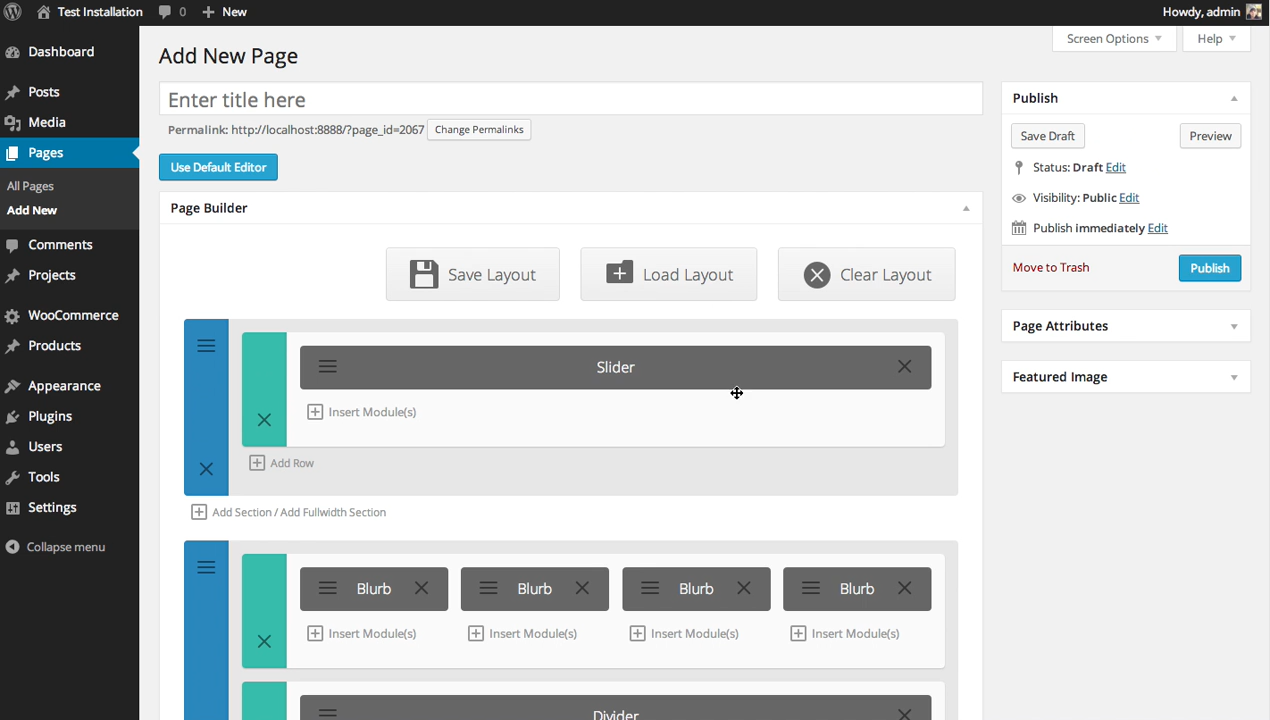 Test Installation 0 New Howdy, admin
Screen Options Help
Dashboard
Posts
Media
Pages
All Pages
Add New
Comments
Projects
WooCommerce
Products
Appearance
Plugins
Users
Tools
Settings
Collapse menu
Add New Page
Enter title here
Permalink: http://localhost:8888/?page_id=2067 Change Permalinks
Use Default Editor
Page Builder
Save Layout Load Layout Clear Layout
Slider
Insert Module(s)
Add Row
Add Section / Add Fullwidth Section
Blurb Blurb Blurb Blurb
Insert Module(s) Insert Module(s) Insert Module(s) Insert Module(s)
Divider
Publish
Save Draft Preview
Status: Draft Edit
Visibility: Public Edit
Publish immediately Edit
Move to Trash Publish
Page Attributes
Featured Image